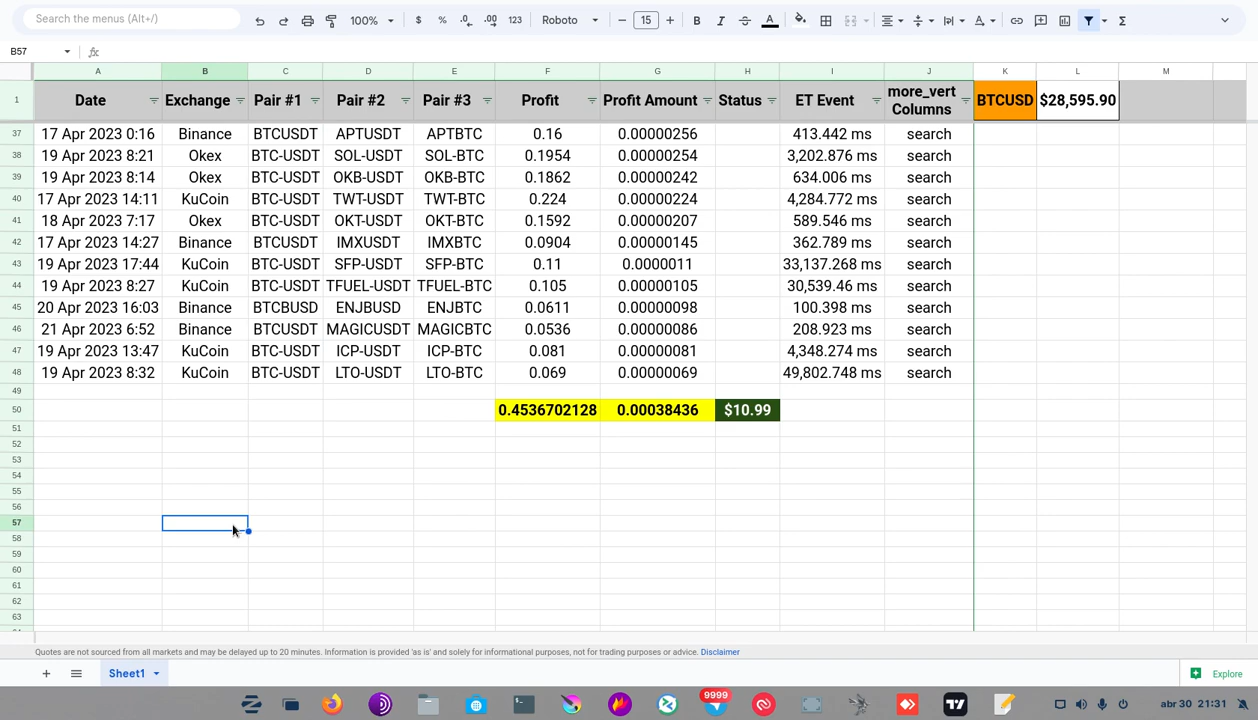 Search the menus (Alt+/)
100% $ % .0 .00 123 Roboto 15 B I A Σ
B57 fx
A B C D E F G H I J K L M
1 Date Exchange Pair #1 Pair #2 Pair #3 Profit Profit Amount Status ET Event more_vert Columns BTCUSD $28,595.90
37 17 Apr 2023 0:16 Binance BTCUSDT APTUSDT APTBTC 0.16 0.00000256 413.442 ms search
38 19 Apr 2023 8:21 Okex BTC-USDT SOL-USDT SOL-BTC 0.1954 0.00000254 3,202.876 ms search
39 19 Apr 2023 8:14 Okex BTC-USDT OKB-USDT OKB-BTC 0.1862 0.00000242 634.006 ms search
40 17 Apr 2023 14:11 KuCoin BTC-USDT TWT-USDT TWT-BTC 0.224 0.00000224 4,284.772 ms search
41 18 Apr 2023 7:17 Okex BTC-USDT OKT-USDT OKT-BTC 0.1592 0.00000207 589.546 ms search
42 17 Apr 2023 14:27 Binance BTCUSDT IMXUSDT IMXBTC 0.0904 0.00000145 362.789 ms search
43 19 Apr 2023 17:44 KuCoin BTC-USDT SFP-USDT SFP-BTC 0.11 0.0000011 33,137.268 ms search
44 19 Apr 2023 8:27 KuCoin BTC-USDT TFUEL-USDT TFUEL-BTC 0.105 0.00000105 30,539.46 ms search
45 20 Apr 2023 16:03 Binance BTCBUSD ENJBUSD ENJBTC 0.0611 0.00000098 100.398 ms search
46 21 Apr 2023 6:52 Binance BTCUSDT MAGICUSDT MAGICBTC 0.0536 0.00000086 208.923 ms search
47 19 Apr 2023 13:47 KuCoin BTC-USDT ICP-USDT ICP-BTC 0.081 0.00000081 4,348.274 ms search
48 19 Apr 2023 8:32 KuCoin BTC-USDT LTO-USDT LTO-BTC 0.069 0.00000069 49,802.748 ms search
49
50 0.4536702128 0.00038436 $10.99
51
52
53
54
55
56
57
58
59
60
61
62
63
Quotes are not sourced from all markets and may be delayed up to 20 minutes. Information is provided 'as is' and solely for informational purposes, not for trading purposes or advice. Disclaimer
Sheet1 Explore
9999 abr 30 21:31